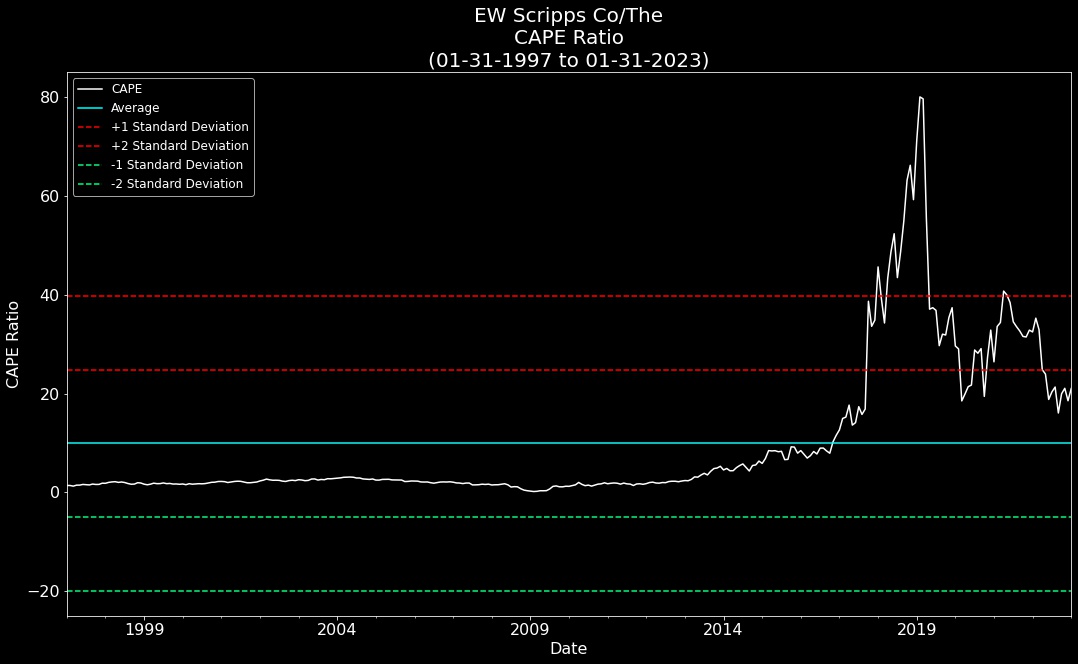 EW Scripps Co/The
CAPE Ratio
(01-31-1997 to 01-31-2023)
CAPE
Average
+1 Standard Deviation
+2 Standard Deviation
-1 Standard Deviation
-2 Standard Deviation
CAPE Ratio
80
60
40
20
0
−20
1999 2004 2009 2014 2019
Date